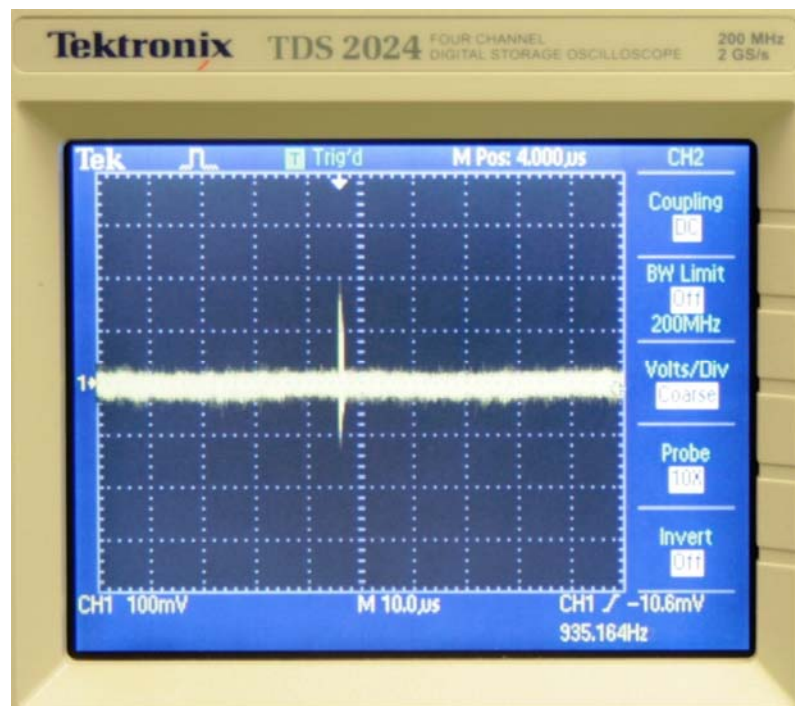 Tektronix TDS 2024 FOUR CHANNEL DIGITAL STORAGE OSCILLOSCOPE 200 MHz 2 GS/s
Tek T Trig'd M Pos: 4.000µs CH2
Coupling
DC
BW Limit
Off
200MHz
1
Volts/Div
Coarse
Probe
10X
Invert
Off
CH1 100mV M 10.0µs CH1 -10.6mV
935.164Hz